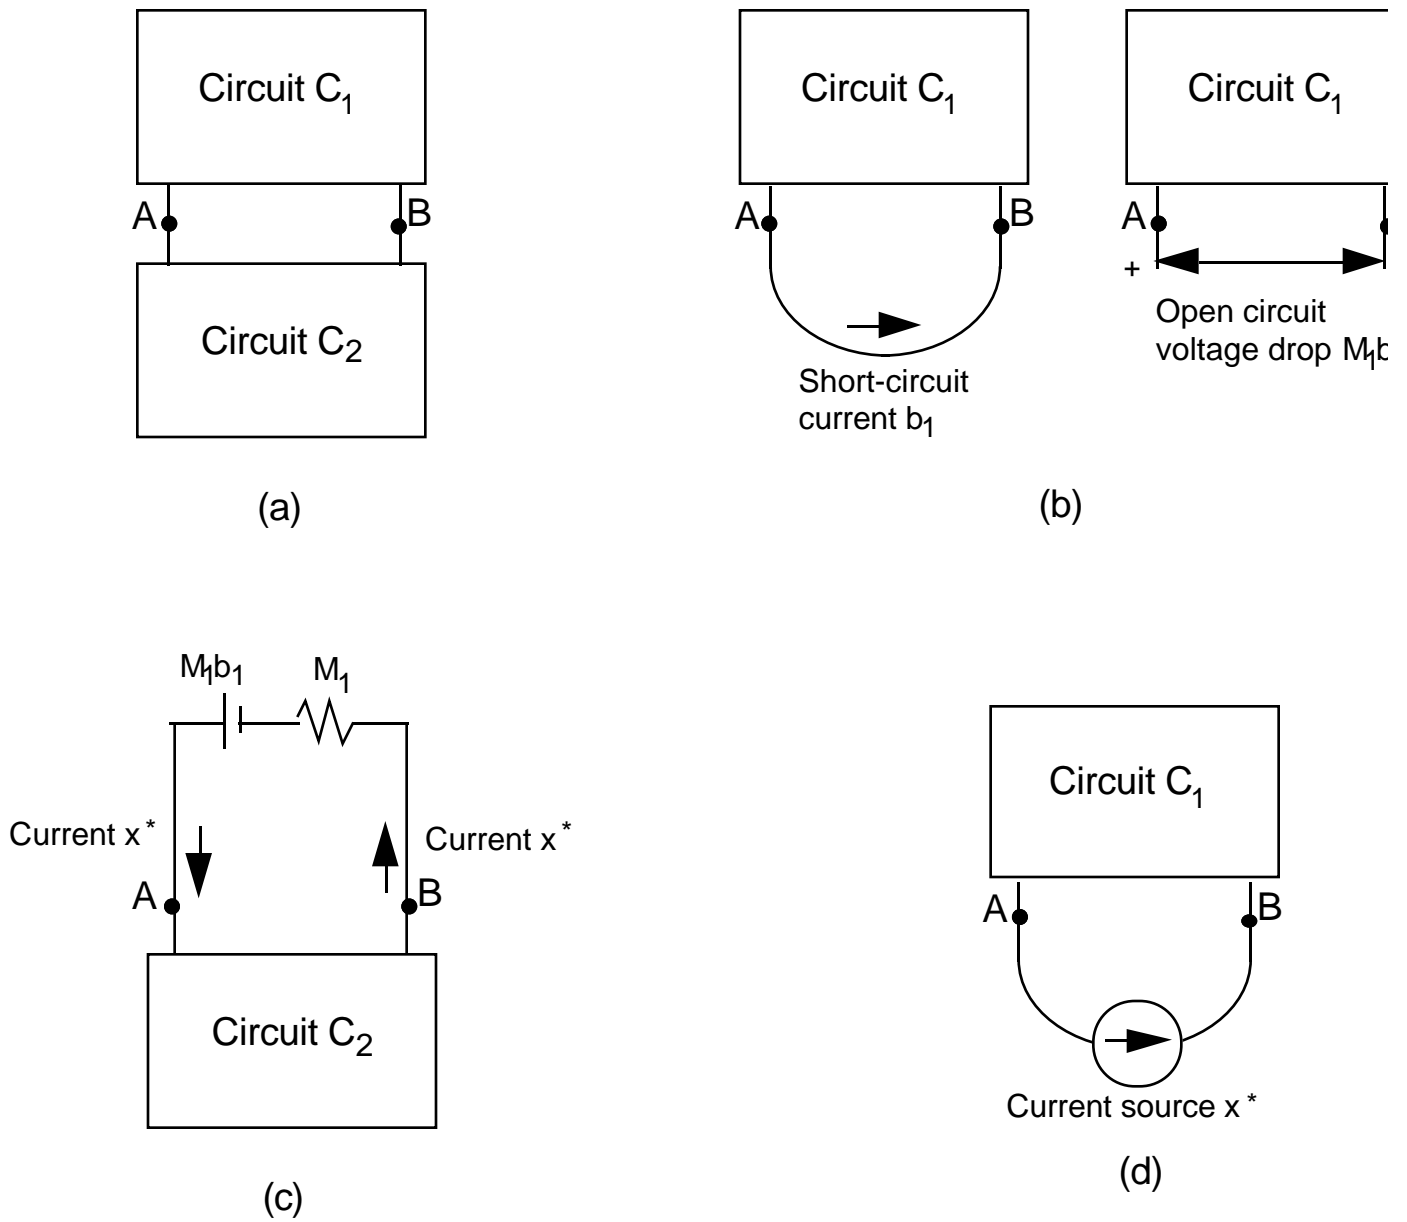 Circuit C1
A B
Circuit C2
(a)
Circuit C1
A B
Short-circuit
current b1
Circuit C1
A
+
Open circuit
voltage drop M1b
(b)
M1b1 M1
Current x* Current x*
A B
Circuit C2
(c)
Circuit C1
A B
Current source x*
(d)